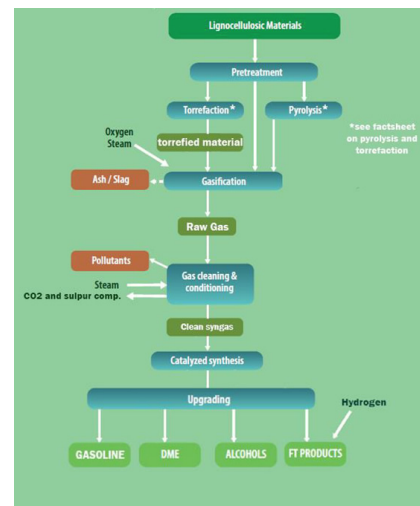 Lignocellulosic Materials
Pretreatment
Torrefaction*
Pyrolysis*
*see factsheet
on pyrolysis and
torrefaction
Oxygen
Steam
torrefied material
Ash / Slag
Gasification
Raw Gas
Pollutants
Gas cleaning &
conditioning
Steam
CO2 and sulpur comp.
Clean syngas
Catalyzed synthesis
Upgrading
Hydrogen
GASOLINE
DME
ALCOHOLS
FT PRODUCTS